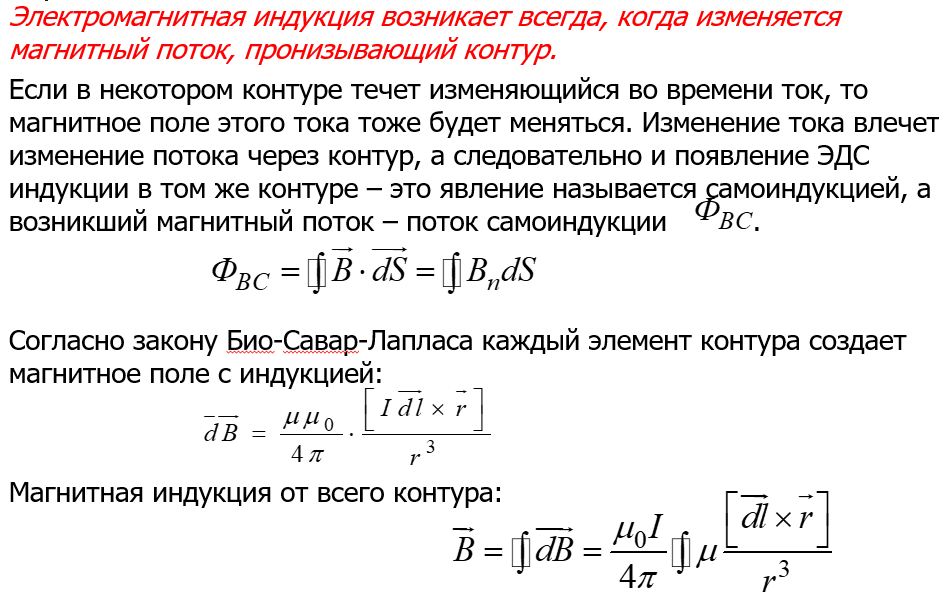 Электромагнитная индукция возникает всегда, когда изменяется
магнитный поток, пронизывающий контур.
Если в некотором контуре течет изменяющийся во времени ток, то
магнитное поле этого тока тоже будет меняться. Изменение тока влечет
изменение потока через контур, а следовательно и появление ЭДС
индукции в том же контуре – это явление называется самоиндукцией, а
возникший магнитный поток – поток самоиндукции Φ_BC.
Φ_BC = ∮ B⃗ · dS⃗ = ∮ B_n dS
Согласно закону Био-Савар-Лапласа каждый элемент контура создает
магнитное поле с индукцией:
dB⃗ = μμ₀/4π · [I dl⃗ × r⃗]/r³
Магнитная индукция от всего контура:
B⃗ = ∮ dB⃗ = μ₀I/4π ∮ μ [dl⃗ × r⃗]/r³